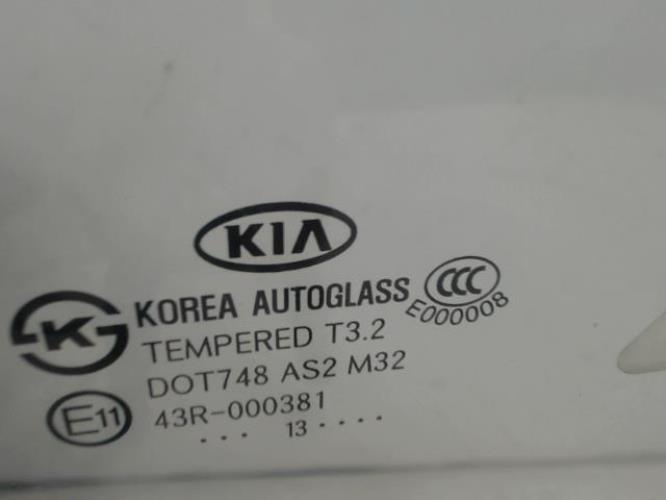 KIA
K KOREA AUTOGLASS CCC
E000008
TEMPERED T3.2
DOT748 AS2 M32
E11 43R-000381
... 13 ....